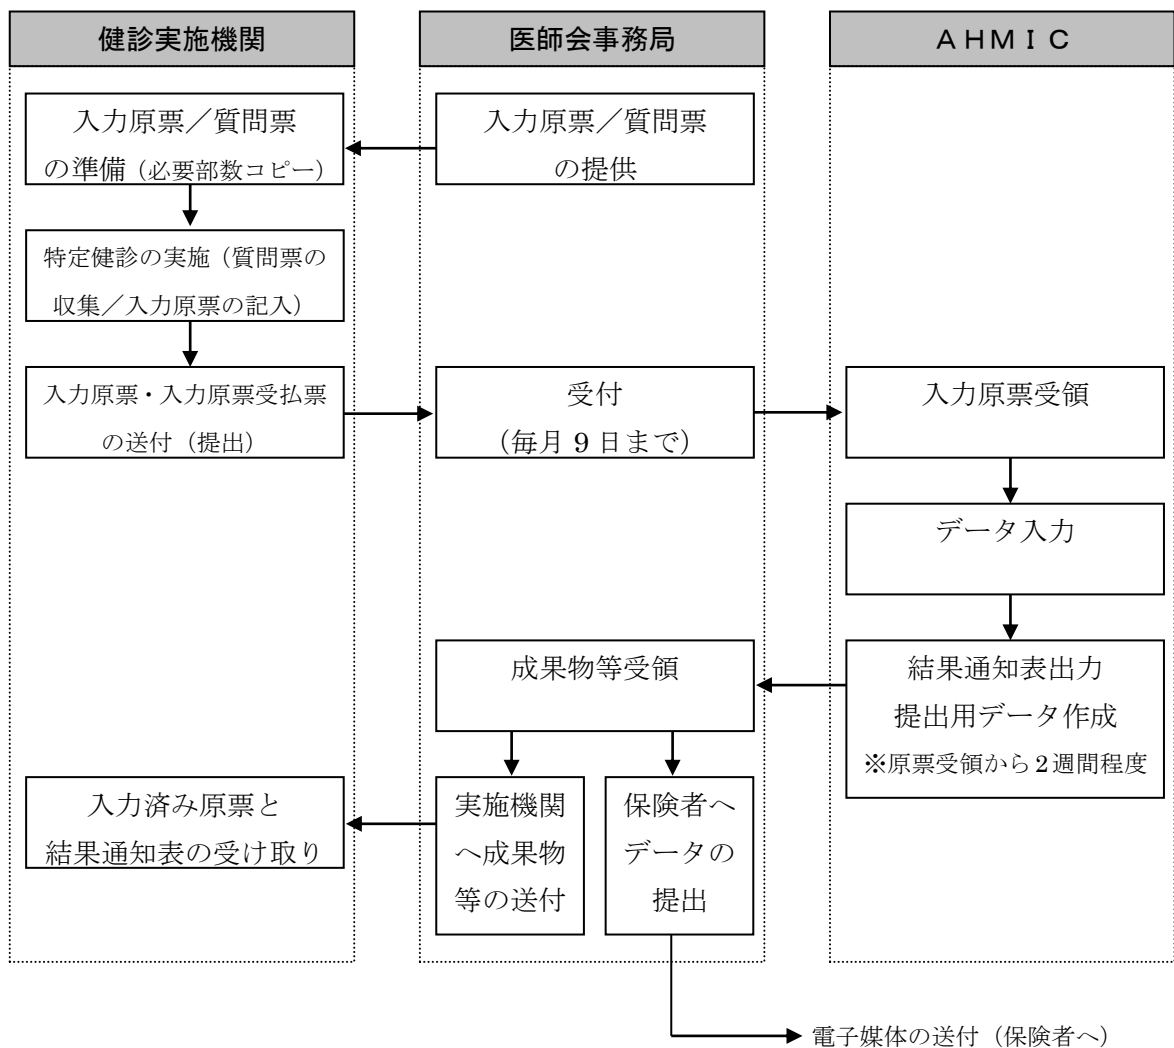 健診実施機関
医師会事務局
ＡＨＭＩＣ
入力原票／質問票
の準備（必要部数コピー）
入力原票／質問票
の提供
特定健診の実施（質問票の
収集／入力原票の記入）
入力原票・入力原票受払票
の送付（提出）
受付
（毎月 9 日まで）
入力原票受領
データ入力
成果物等受領
結果通知表出力
提出用データ作成
※原票受領から 2 週間程度
入力済み原票と
結果通知表の受け取り
実施機関
へ成果物
等の送付
保険者へ
データの
提出
電子媒体の送付（保険者へ）